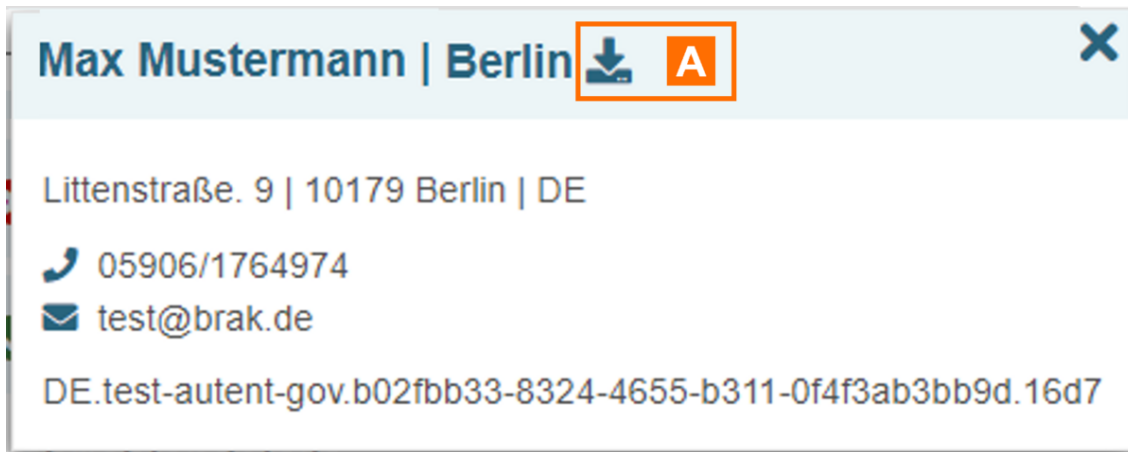 Max Mustermann | Berlin A
Littenstraße. 9 | 10179 Berlin | DE
05906/1764974
test@brak.de
DE.test-autent-gov.b02fbb33-8324-4655-b311-0f4f3ab3bb9d.16d7